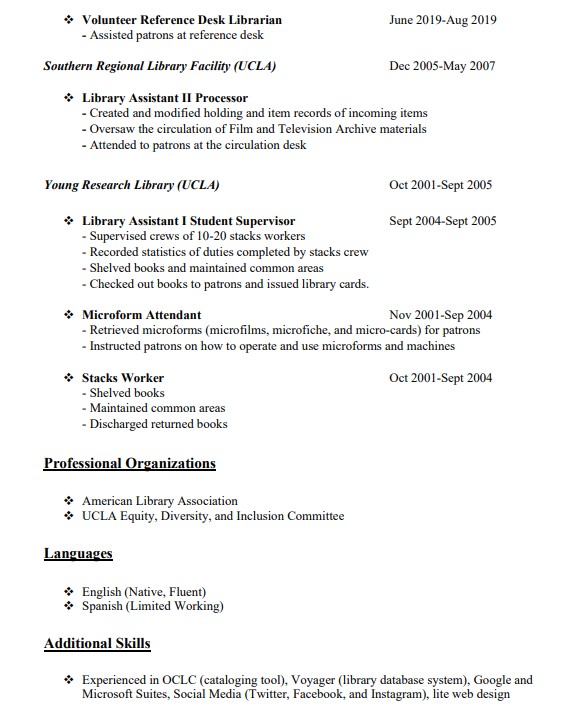 ❖ Volunteer Reference Desk Librarian June 2019-Aug 2019
- Assisted patrons at reference desk
Southern Regional Library Facility (UCLA) Dec 2005-May 2007
❖ Library Assistant II Processor
- Created and modified holding and item records of incoming items
- Oversaw the circulation of Film and Television Archive materials
- Attended to patrons at the circulation desk
Young Research Library (UCLA) Oct 2001-Sept 2005
❖ Library Assistant I Student Supervisor Sept 2004-Sept 2005
- Supervised crews of 10-20 stacks workers
- Recorded statistics of duties completed by stacks crew
- Shelved books and maintained common areas
- Checked out books to patrons and issued library cards.
❖ Microform Attendant Nov 2001-Sep 2004
- Retrieved microforms (microfilms, microfiche, and micro-cards) for patrons
- Instructed patrons on how to operate and use microforms and machines
❖ Stacks Worker Oct 2001-Sept 2004
- Shelved books
- Maintained common areas
- Discharged returned books
Professional Organizations
❖ American Library Association
❖ UCLA Equity, Diversity, and Inclusion Committee
Languages
❖ English (Native, Fluent)
❖ Spanish (Limited Working)
Additional Skills
❖ Experienced in OCLC (cataloging tool), Voyager (library database system), Google and
Microsoft Suites, Social Media (Twitter, Facebook, and Instagram), lite web design